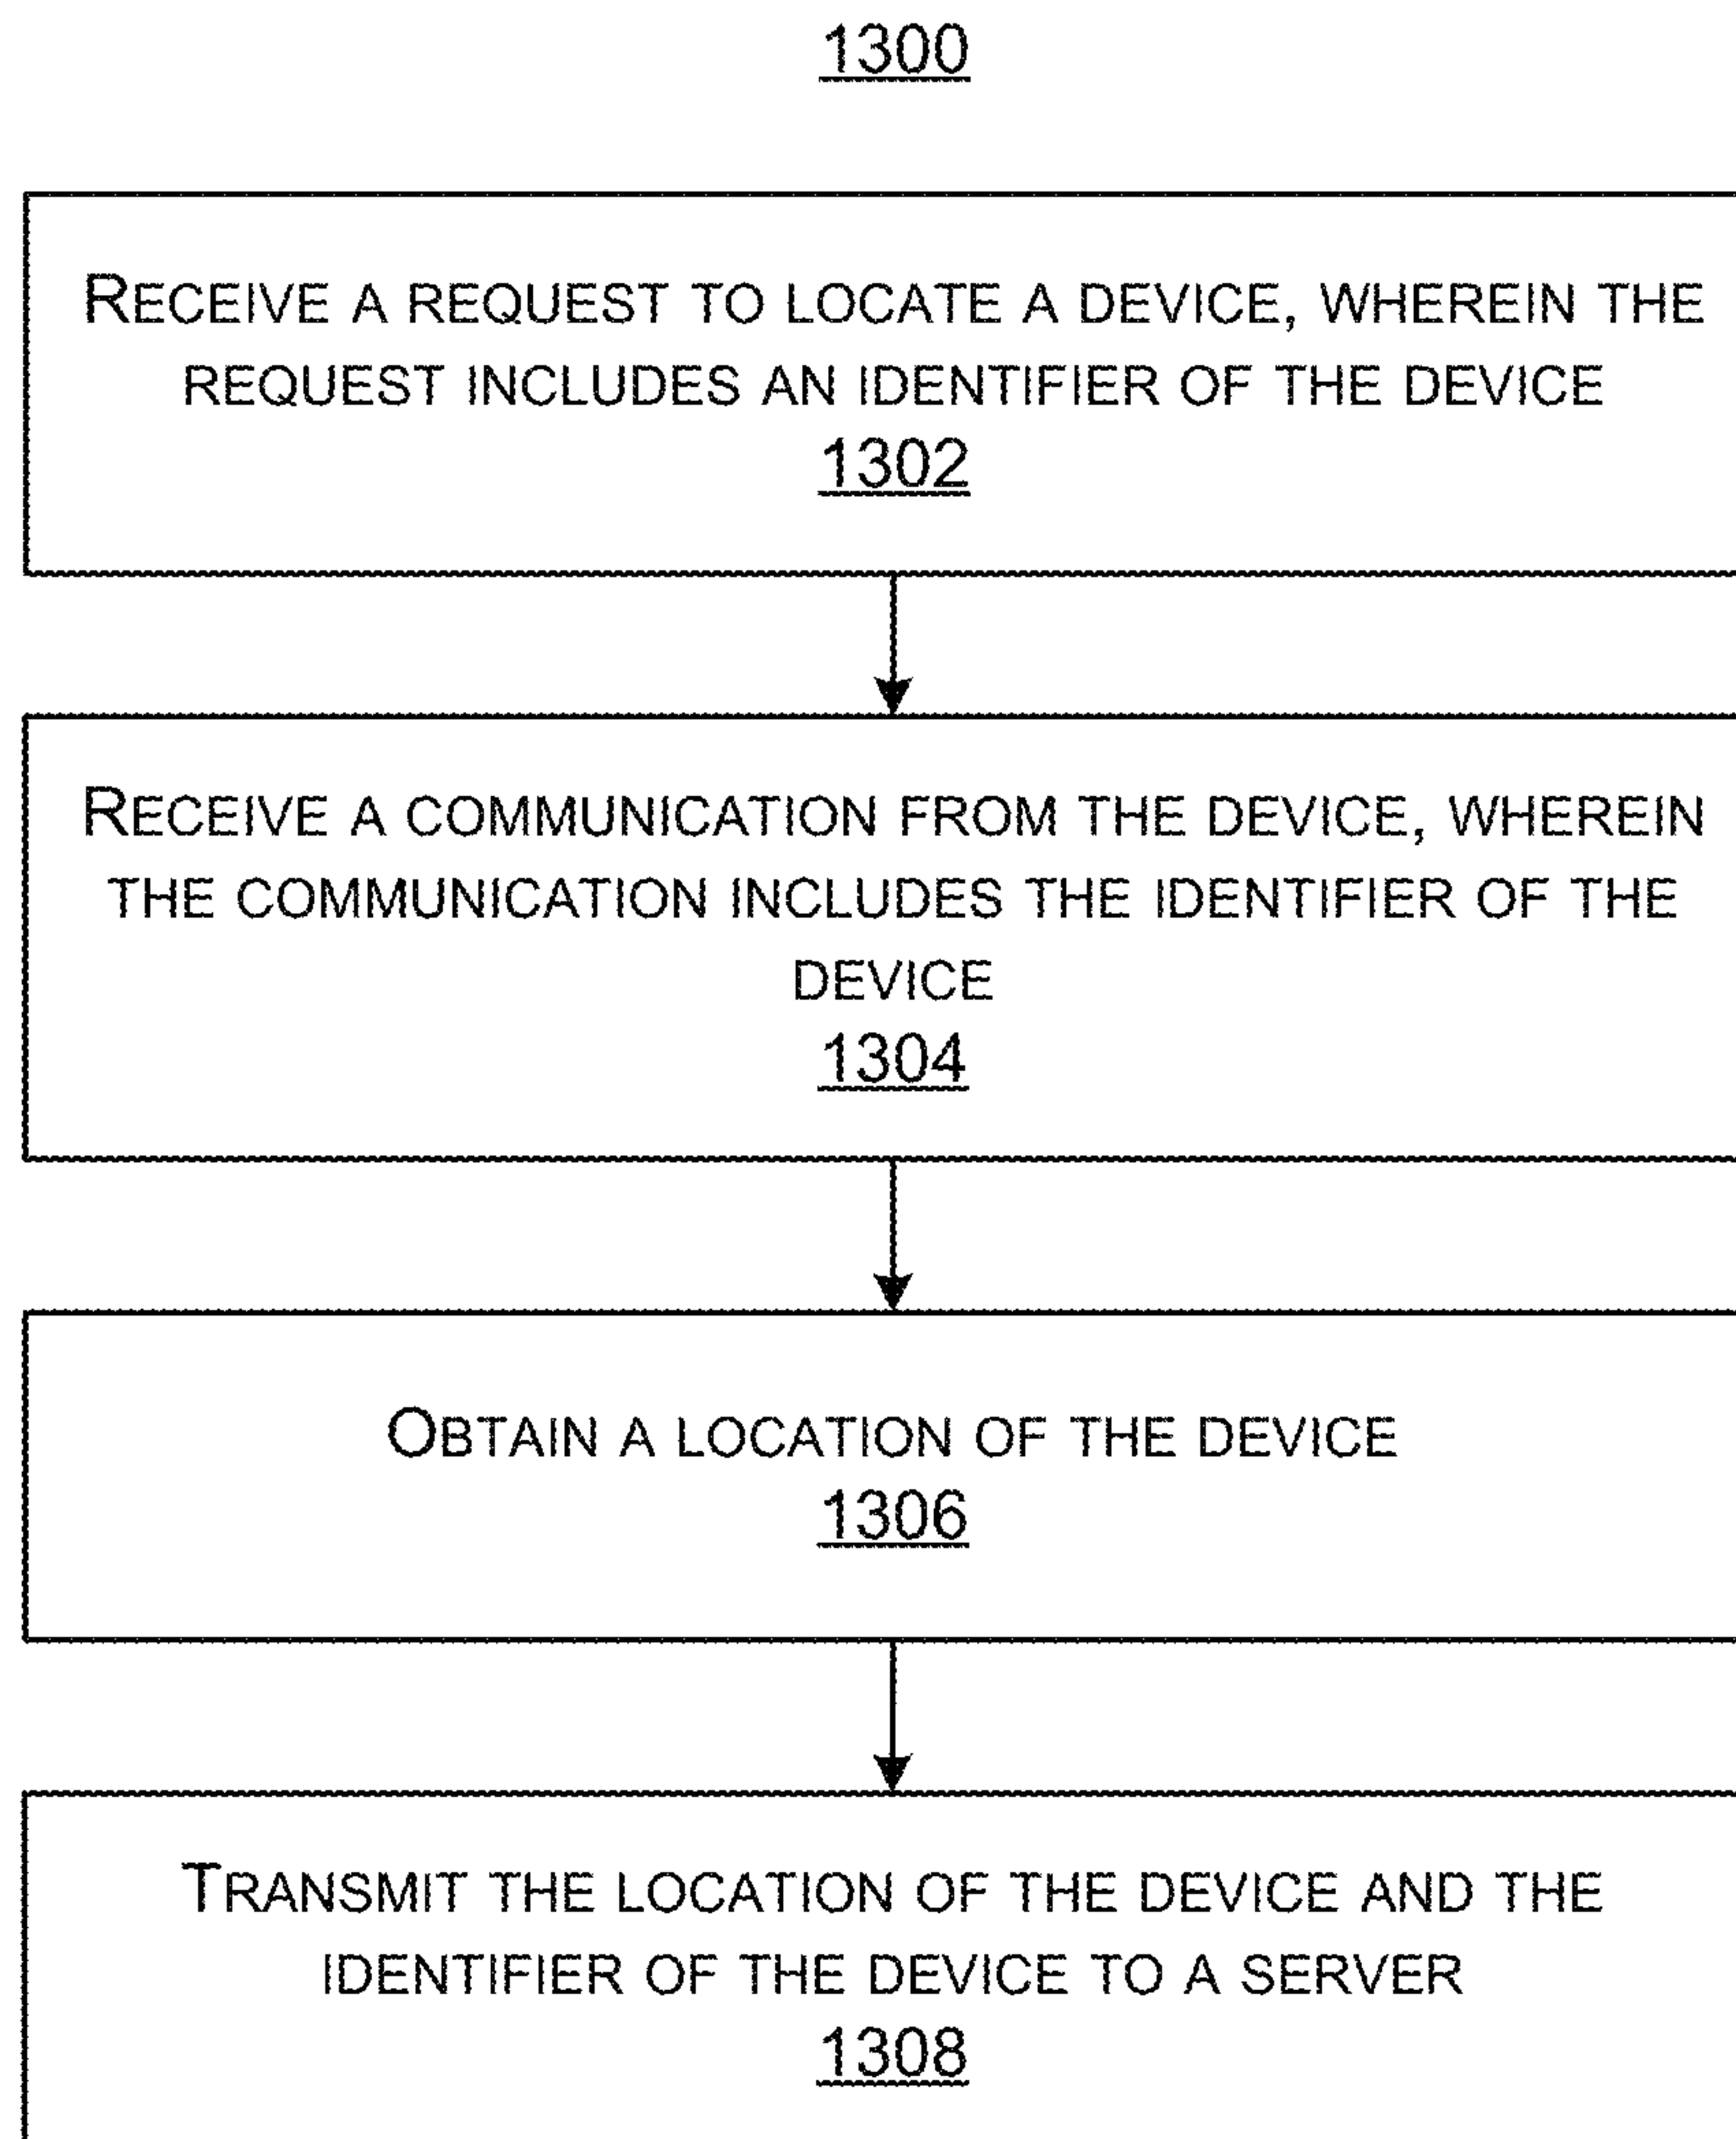 1300
RECEIVE A REQUEST TO LOCATE A DEVICE, WHEREIN THE
REQUEST INCLUDES AN IDENTIFIER OF THE DEVICE
1302
RECEIVE A COMMUNICATION FROM THE DEVICE, WHEREIN
THE COMMUNICATION INCLUDES THE IDENTIFIER OF THE
DEVICE
1304
OBTAIN A LOCATION OF THE DEVICE
1306
TRANSMIT THE LOCATION OF THE DEVICE AND THE
IDENTIFIER OF THE DEVICE TO A SERVER
1308